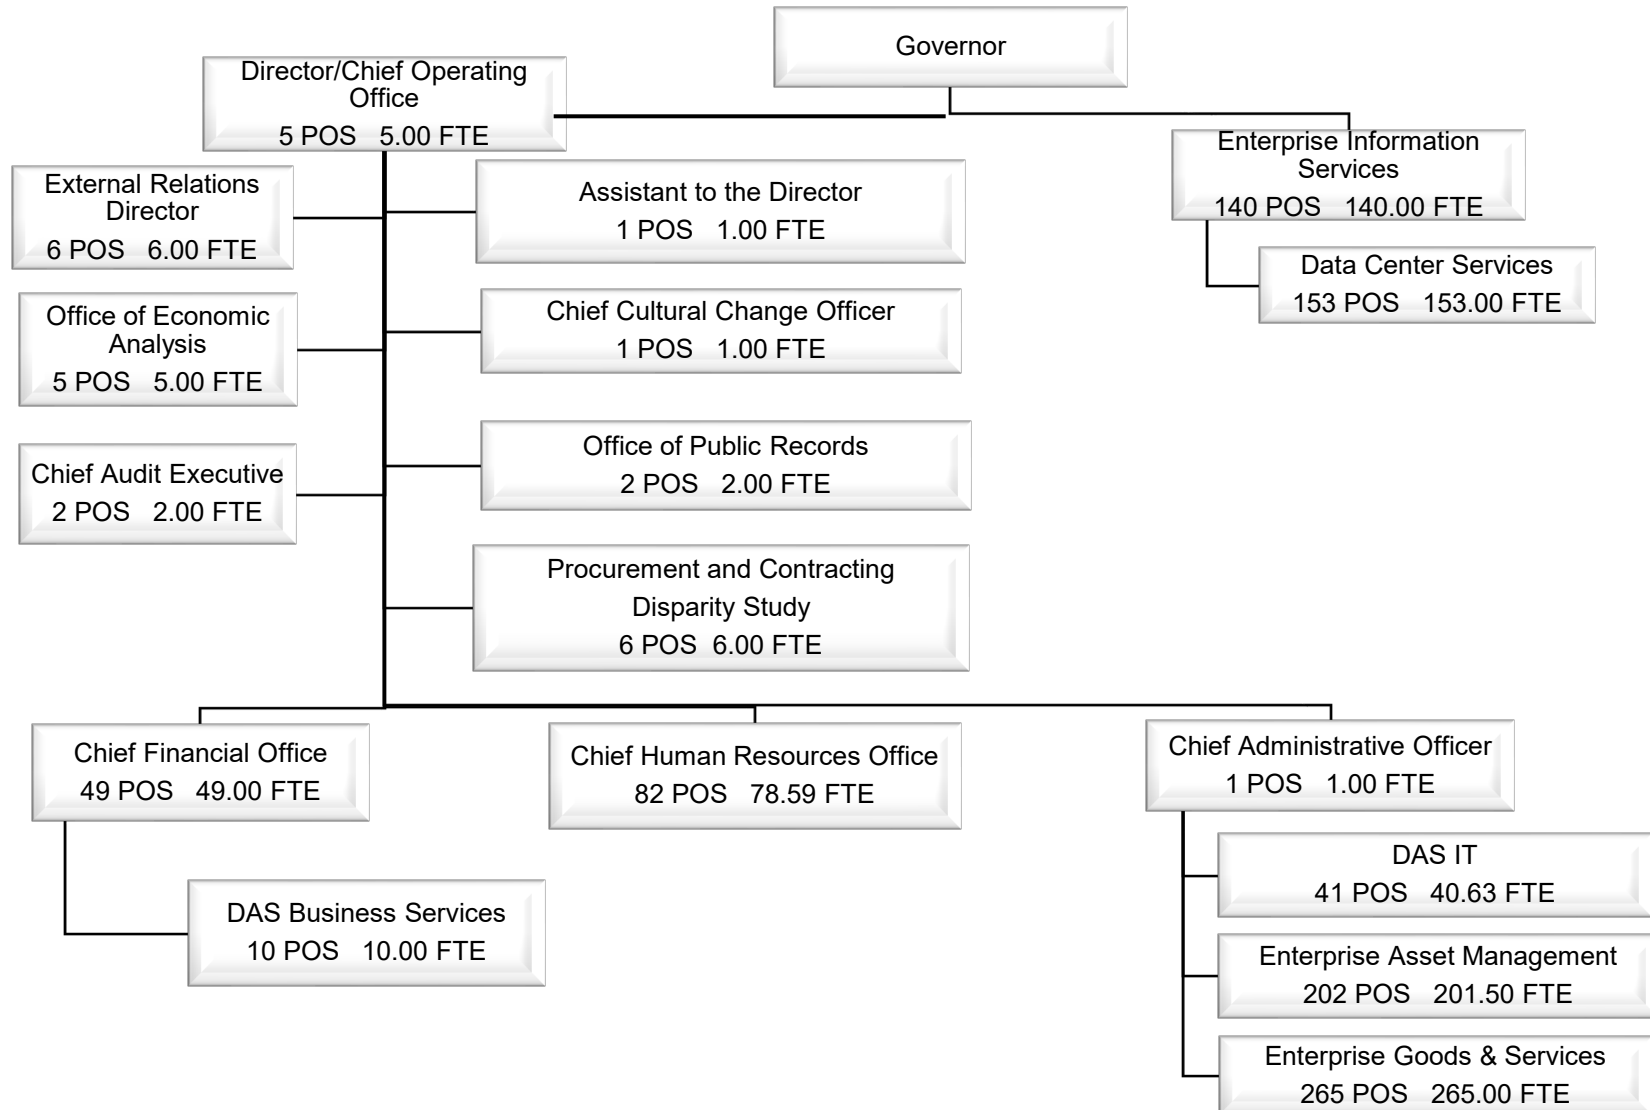 Governor
Director/Chief Operating
Office
5 POS   5.00 FTE
Enterprise Information
Services
140 POS   140.00 FTE
External Relations
Director
6 POS   6.00 FTE
Assistant to the Director
1 POS   1.00 FTE
Data Center Services
153 POS   153.00 FTE
Office of Economic
Analysis
5 POS   5.00 FTE
Chief Cultural Change Officer
1 POS   1.00 FTE
Chief Audit Executive
2 POS   2.00 FTE
Office of Public Records
2 POS   2.00 FTE
Procurement and Contracting
Disparity Study
6 POS  6.00 FTE
Chief Financial Office
49 POS   49.00 FTE
Chief Human Resources Office
82 POS   78.59 FTE
Chief Administrative Officer
1 POS   1.00 FTE
DAS Business Services
10 POS   10.00 FTE
DAS IT
41 POS   40.63 FTE
Enterprise Asset Management
202 POS   201.50 FTE
Enterprise Goods & Services
265 POS   265.00 FTE